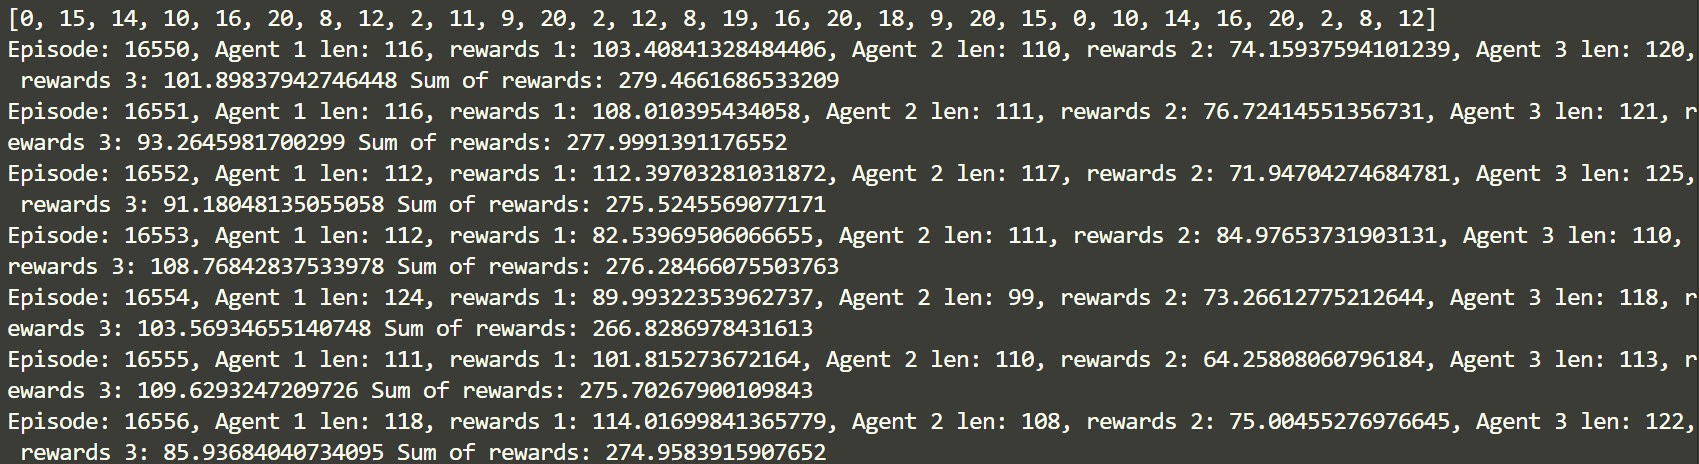 [0, 15, 14, 10, 16, 20, 8, 12, 2, 11, 9, 20, 2, 12, 8, 19, 16, 20, 18, 9, 20, 15, 0, 10, 14, 16, 20, 2, 8, 12]
Episode: 16550, Agent 1 len: 116, rewards 1: 103.40841328484406, Agent 2 len: 110, rewards 2: 74.15937594101239, Agent 3 len: 120,
rewards 3: 101.89837942746448 Sum of rewards: 279.4661686533209
Episode: 16551, Agent 1 len: 116, rewards 1: 108.010395434058, Agent 2 len: 111, rewards 2: 76.72414551356731, Agent 3 len: 121, r
ewards 3: 93.2645981700299 Sum of rewards: 277.9991391176552
Episode: 16552, Agent 1 len: 112, rewards 1: 112.39703281031872, Agent 2 len: 117, rewards 2: 71.94704274684781, Agent 3 len: 125,
rewards 3: 91.18048135055058 Sum of rewards: 275.5245569077171
Episode: 16553, Agent 1 len: 112, rewards 1: 82.53969506066655, Agent 2 len: 111, rewards 2: 84.97653731903131, Agent 3 len: 110,
rewards 3: 108.76842837533978 Sum of rewards: 276.28466075503763
Episode: 16554, Agent 1 len: 124, rewards 1: 89.99322353962737, Agent 2 len: 99, rewards 2: 73.26612775212644, Agent 3 len: 118, r
ewards 3: 103.56934655140748 Sum of rewards: 266.8286978431613
Episode: 16555, Agent 1 len: 111, rewards 1: 101.815273672164, Agent 2 len: 110, rewards 2: 64.25808060796184, Agent 3 len: 113, r
ewards 3: 109.6293247209726 Sum of rewards: 275.70267900109843
Episode: 16556, Agent 1 len: 118, rewards 1: 114.01699841365779, Agent 2 len: 108, rewards 2: 75.00455276976645, Agent 3 len: 122,
rewards 3: 85.93684040734095 Sum of rewards: 274.9583915907652